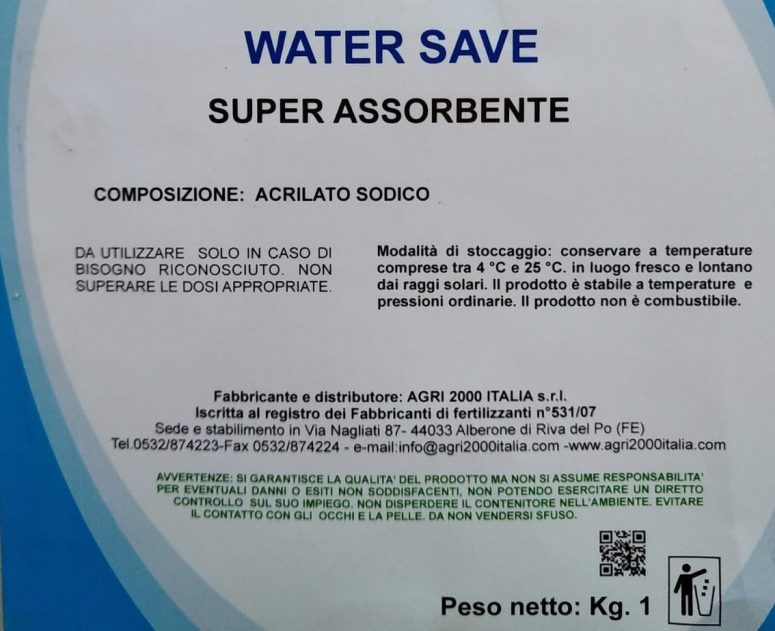 WATER SAVE
SUPER ASSORBENTE
COMPOSIZIONE: ACRILATO SODICO
DA UTILIZZARE SOLO IN CASO DI
BISOGNO RICONOSCIUTO. NON
SUPERARE LE DOSI APPROPRIATE.
Modalità di stoccaggio: conservare a temperature
comprese tra 4 °C e 25 °C. in luogo fresco e lontano
dai raggi solari. Il prodotto è stabile a temperature e
pressioni ordinarie. Il prodotto non è combustibile.
Fabbricante e distributore: AGRI 2000 ITALIA s.r.l.
Iscritta al registro dei Fabbricanti di fertilizzanti n°531/07
Sede e stabilimento in Via Nagliati 87- 44033 Alberone di Riva del Po (FE)
Tel.0532/874223-Fax 0532/874224 - e-mail:info@agri2000italia.com -www.agri2000italia.com
AVVERTENZE: SI GARANTISCE LA QUALITA' DEL PRODOTTO MA NON SI ASSUME RESPONSABILITA'
PER EVENTUALI DANNI O ESITI NON SODDISFACENTI, NON POTENDO ESERCITARE UN DIRETTO
CONTROLLO SUL SUO IMPIEGO, NON DISPERDERE IL CONTENITORE NELL'AMBIENTE. EVITARE
IL CONTATTO CON GLI OCCHI E LA PELLE. DA NON VENDERSI SFUSO.
Peso netto: Kg. 1